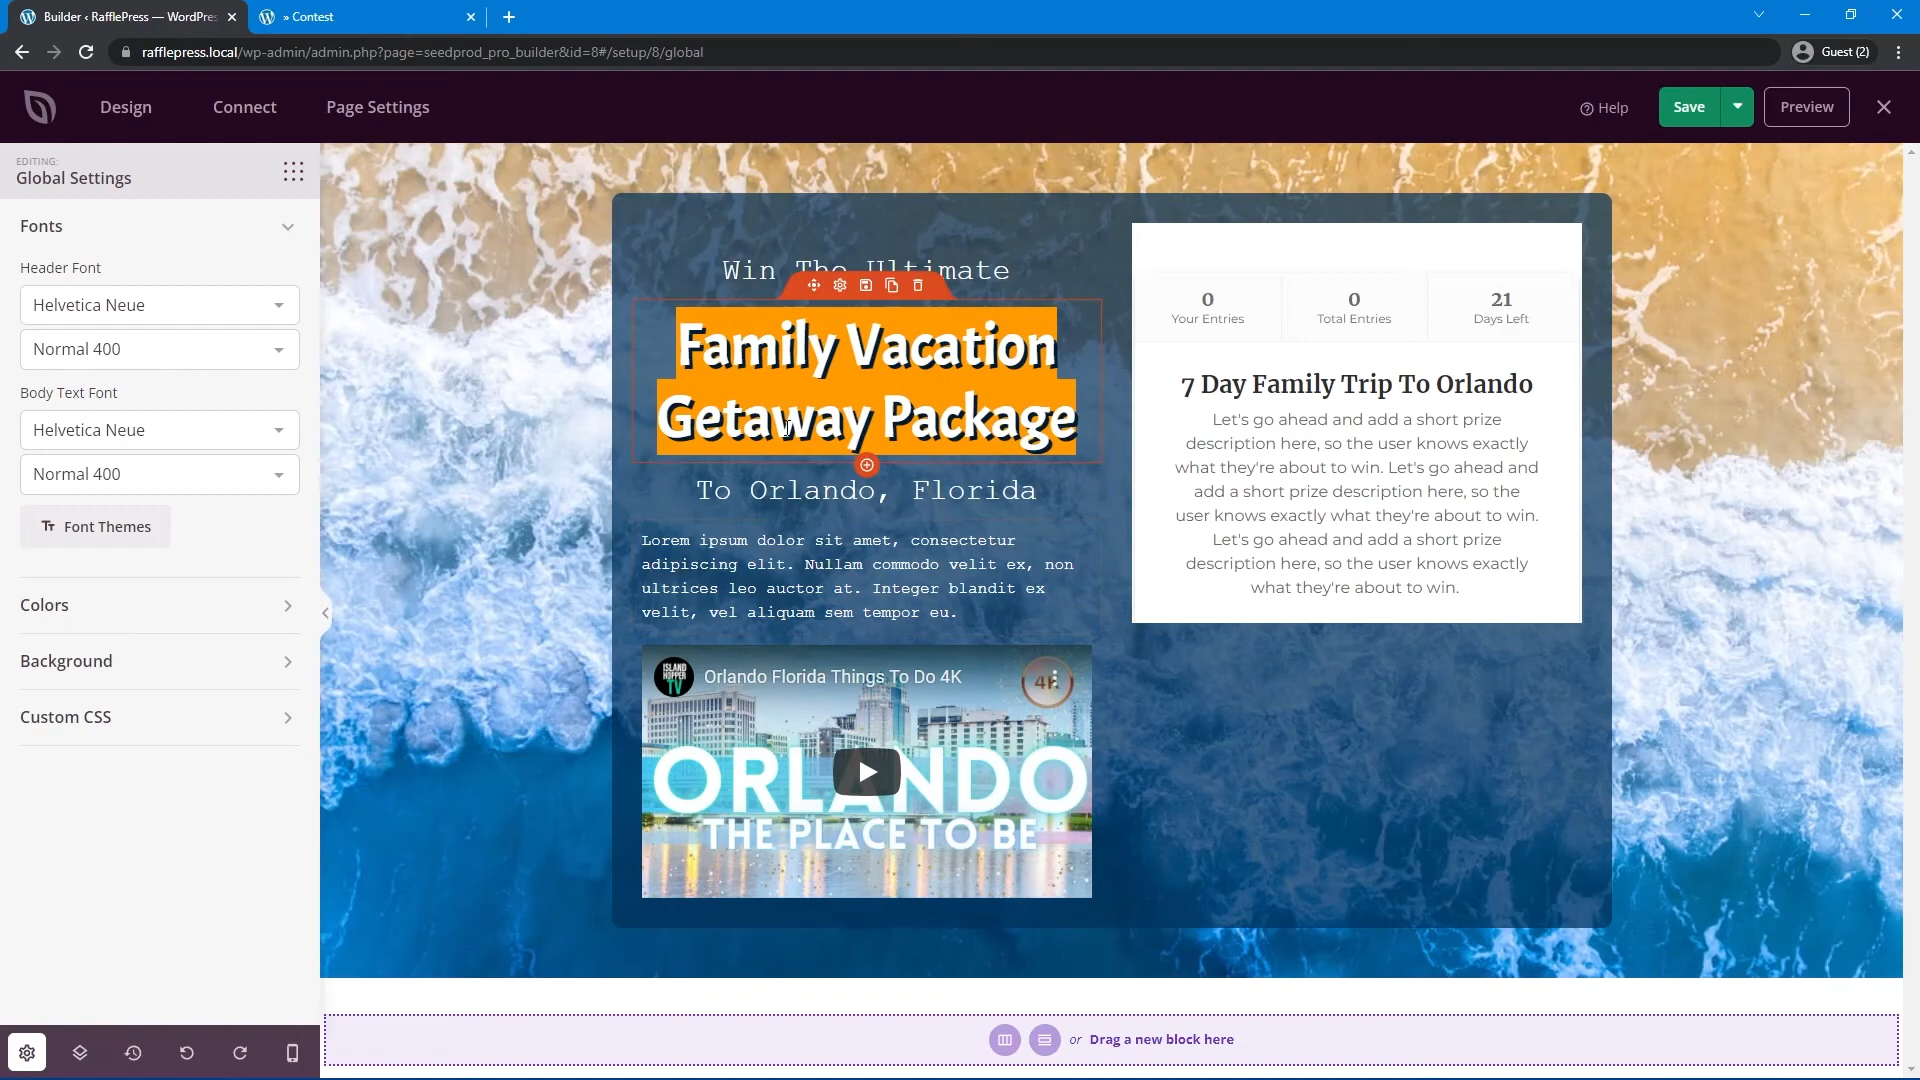 Builder ‹ RafflePress — WordPres
» Contest
rafflepress.local/wp-admin/admin.php?page=seedprod_pro_builder&id=8#/setup/8/global
Guest (2)
Design
Connect
Page Settings
Help
Save
Preview
EDITING:
Global Settings
Fonts
Header Font
Helvetica Neue
Normal 400
Body Text Font
Helvetica Neue
Normal 400
Font Themes
Colors
Background
Custom CSS
Win The Ultimate
Family Vacation
Getaway Package
To Orlando, Florida
Lorem ipsum dolor sit amet, consectetur
adipiscing elit. Nullam commodo velit ex, non
ultrices leo auctor at. Integer blandit ex
velit, vel aliquam sem tempor eu.
ISLAND
HOPPER
TV
Orlando Florida Things To Do 4K
4K
ORLANDO
THE PLACE TO BE
0
Your Entries
0
Total Entries
21
Days Left
7 Day Family Trip To Orlando
Let's go ahead and add a short prize
description here, so the user knows exactly
what they're about to win. Let's go ahead and
add a short prize description here, so the
user knows exactly what they're about to win.
Let's go ahead and add a short prize
description here, so the user knows exactly
what they're about to win.
or Drag a new block here